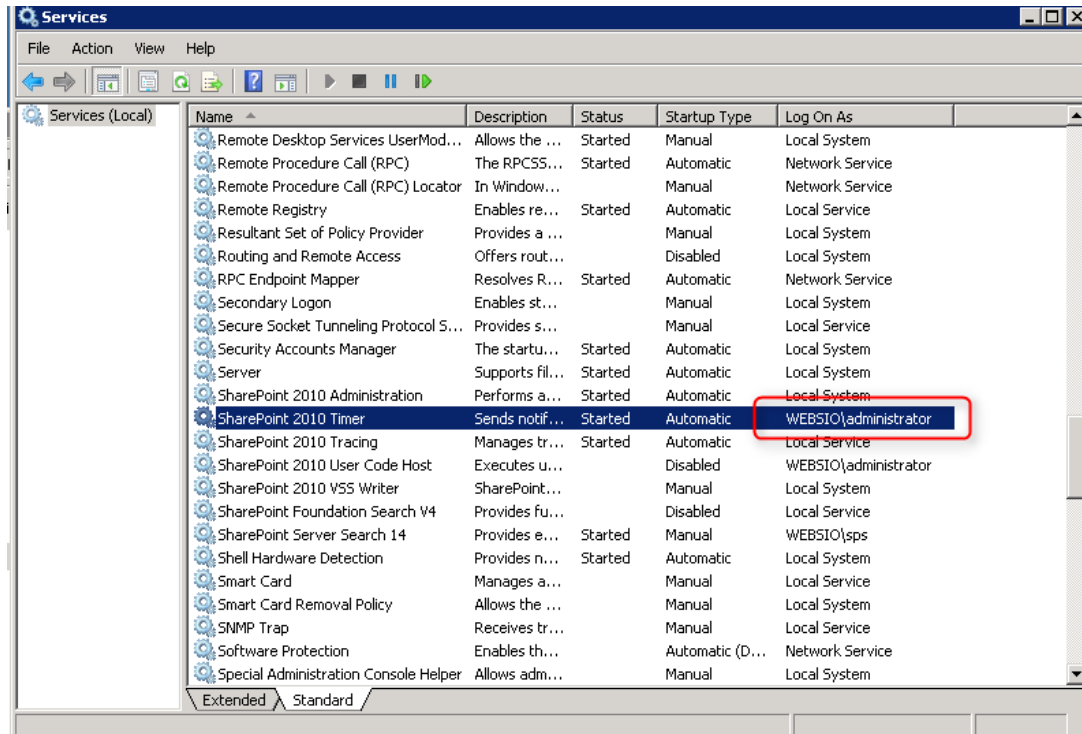 Services
File Action View Help
Services (Local)
Name Description Status Startup Type Log On As
Remote Desktop Services UserMod... Allows the ... Started Manual Local System
Remote Procedure Call (RPC) The RPCSS... Started Automatic Network Service
Remote Procedure Call (RPC) Locator In Window... Manual Network Service
Remote Registry Enables re... Started Automatic Local Service
Resultant Set of Policy Provider Provides a ... Manual Local System
Routing and Remote Access Offers rout... Disabled Local System
RPC Endpoint Mapper Resolves R... Started Automatic Network Service
Secondary Logon Enables st... Manual Local System
Secure Socket Tunneling Protocol S... Provides s... Manual Local Service
Security Accounts Manager The startu... Started Automatic Local System
Server Supports fil... Started Automatic Local System
SharePoint 2010 Administration Performs a... Started Automatic Local System
SharePoint 2010 Timer Sends notif... Started Automatic WEBSIO\administrator
SharePoint 2010 Tracing Manages tr... Started Automatic Local Service
SharePoint 2010 User Code Host Executes u... Disabled WEBSIO\administrator
SharePoint 2010 VSS Writer SharePoint... Manual Local System
SharePoint Foundation Search V4 Provides fu... Disabled Local Service
SharePoint Server Search 14 Provides e... Started Manual WEBSIO\sps
Shell Hardware Detection Provides n... Started Automatic Local System
Smart Card Manages a... Manual Local Service
Smart Card Removal Policy Allows the ... Manual Local System
SNMP Trap Receives tr... Manual Local Service
Software Protection Enables th... Automatic (D... Network Service
Special Administration Console Helper Allows adm... Manual Local System
Extended Standard